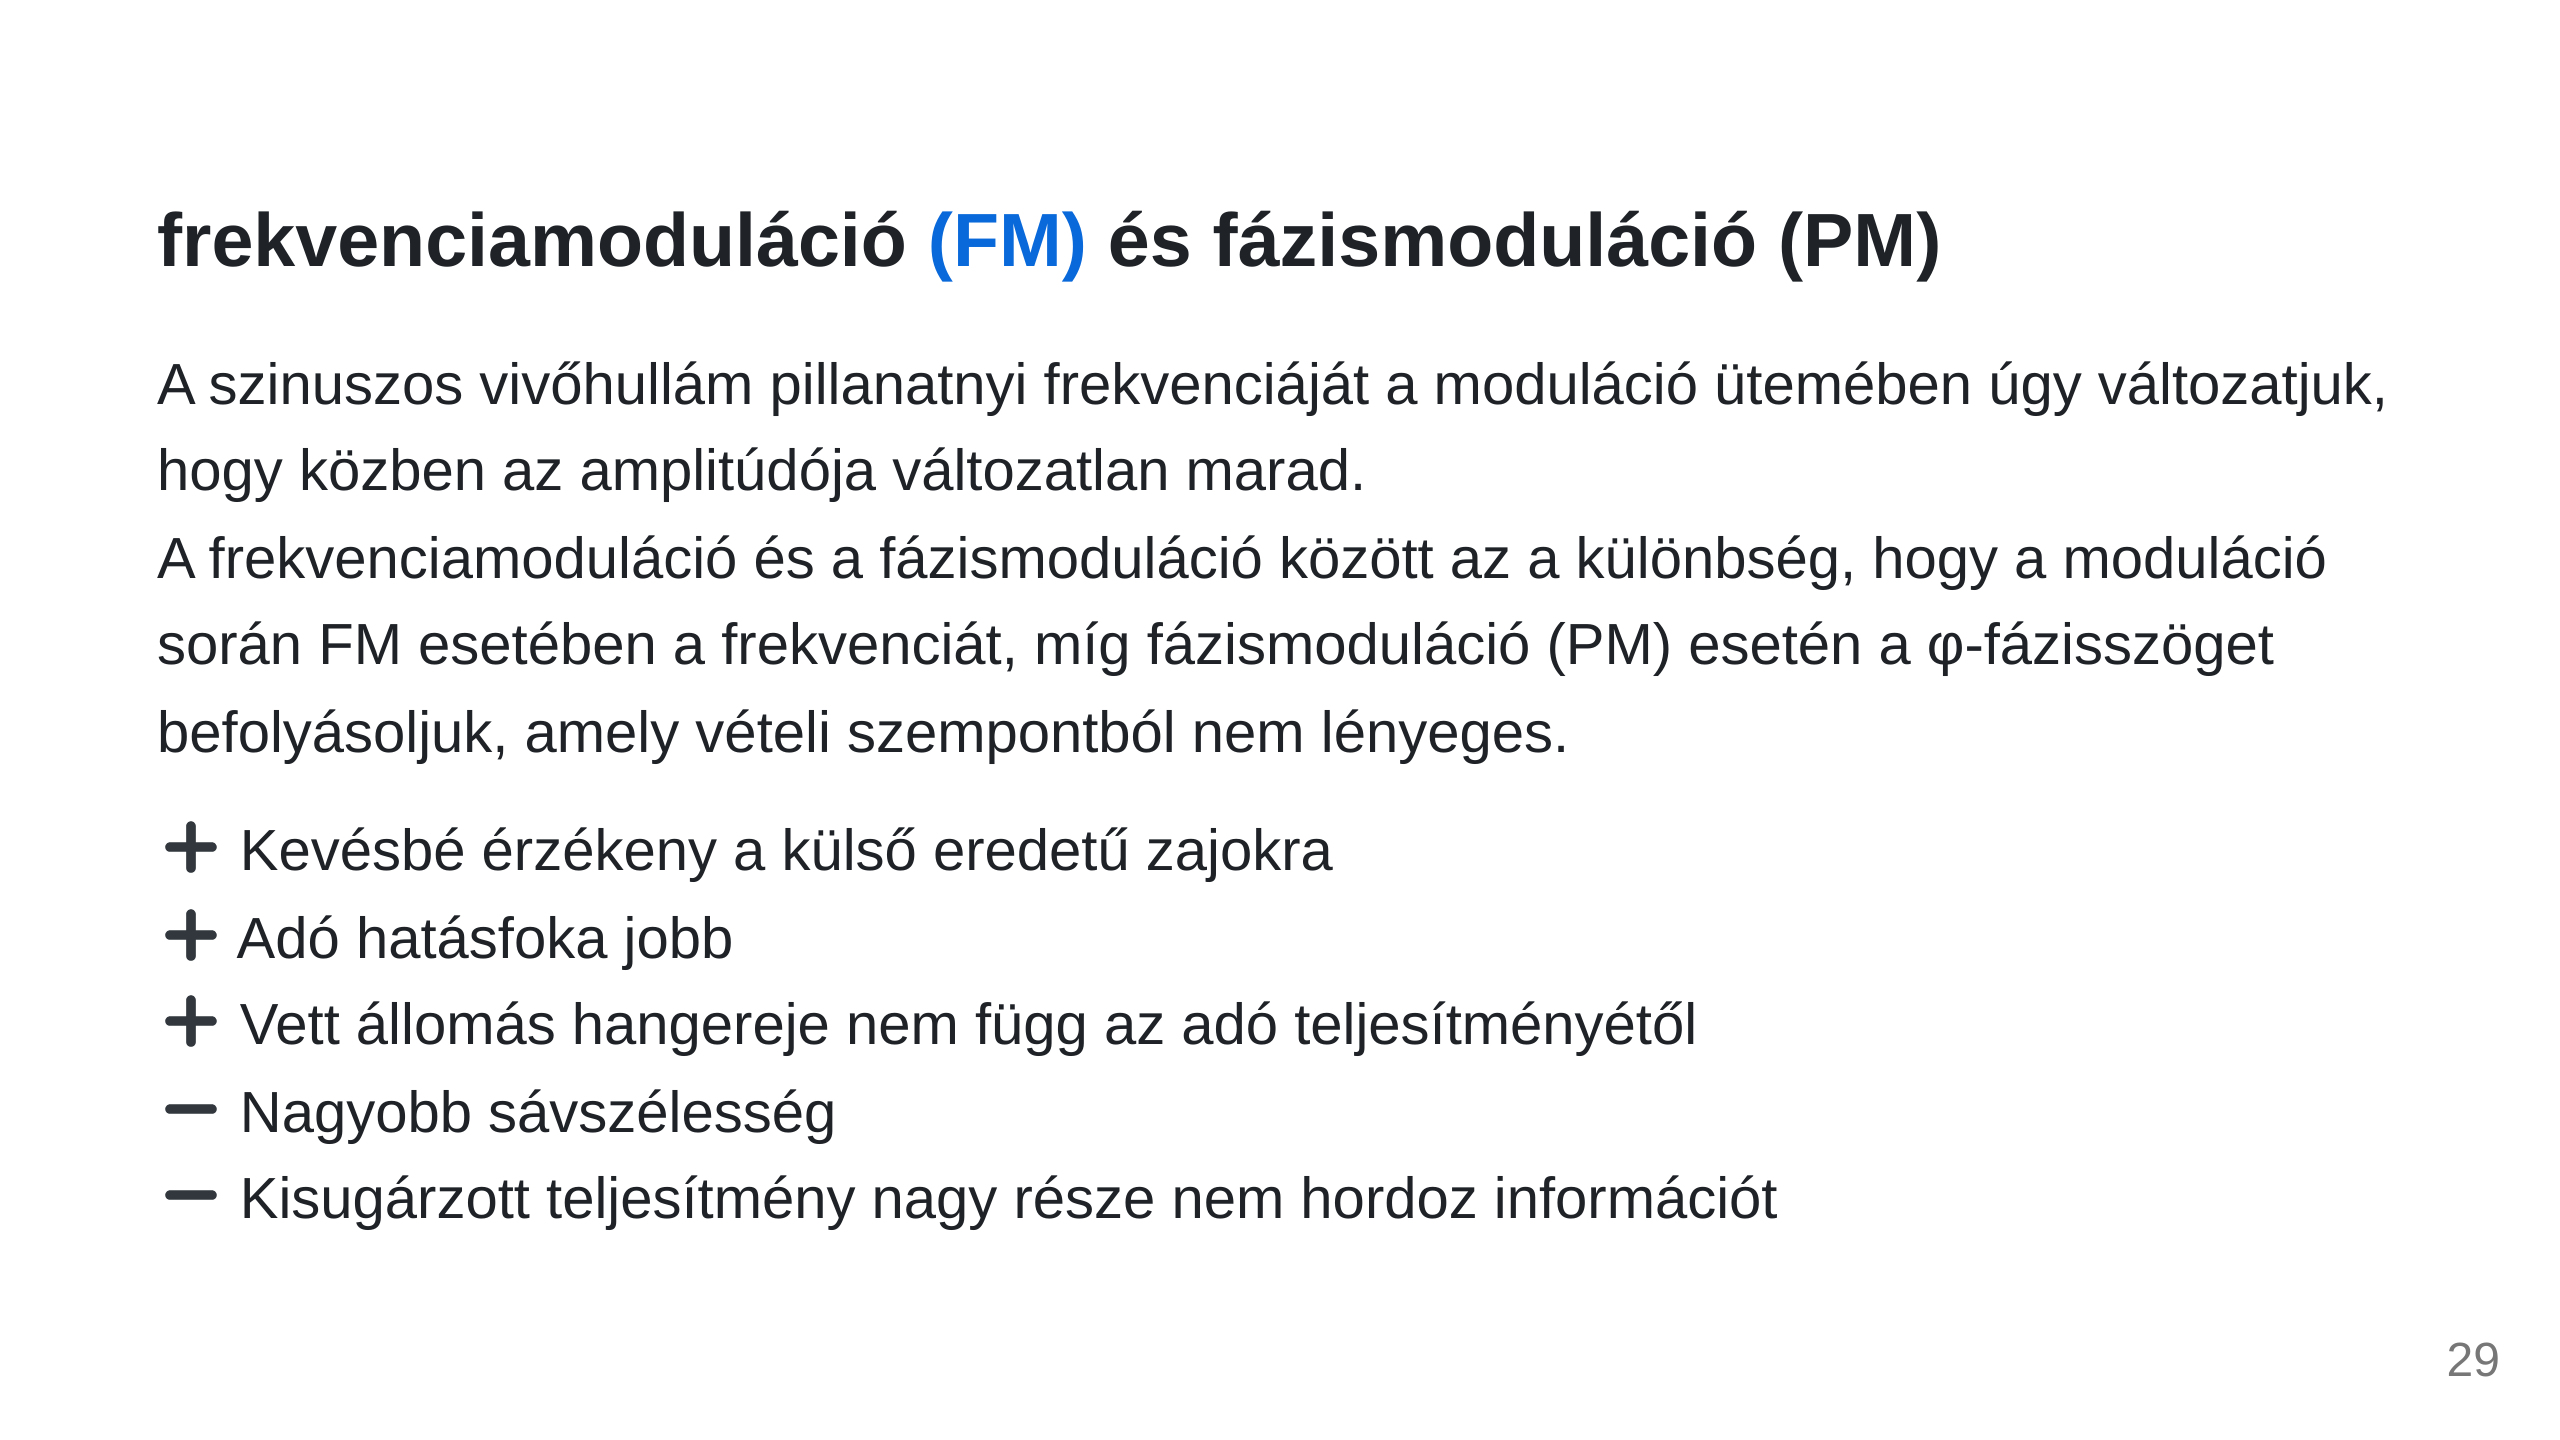 frekvenciamoduláció (FM) és fázismoduláció (PM)
A szinuszos vivőhullám pillanatnyi frekvenciáját a moduláció ütemében úgy változatjuk,
hogy közben az amplitúdója változatlan marad.
A frekvenciamoduláció és a fázismoduláció között az a különbség, hogy a moduláció
során FM esetében a frekvenciát, míg fázismoduláció (PM) esetén a φ-fázisszöget
befolyásoljuk, amely vételi szempontból nem lényeges.
➕ Kevésbé érzékeny a külső eredetű zajokra
➕ Adó hatásfoka jobb
➕ Vett állomás hangereje nem függ az adó teljesítményétől
➖ Nagyobb sávszélesség
➖ Kisugárzott teljesítmény nagy része nem hordoz információt
29